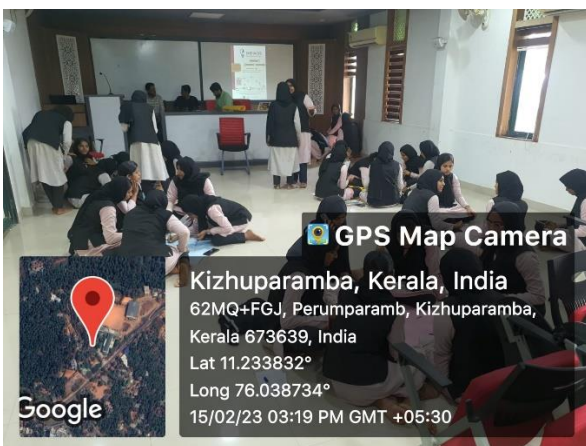 GPS Map Camera
Kizhuparamba, Kerala, India
62MQ+FGJ, Perumparamb, Kizhuparamba,
Kerala 673639, India
Lat 11.233832°
Long 76.038734°
15/02/23 03:19 PM GMT +05:30
Google